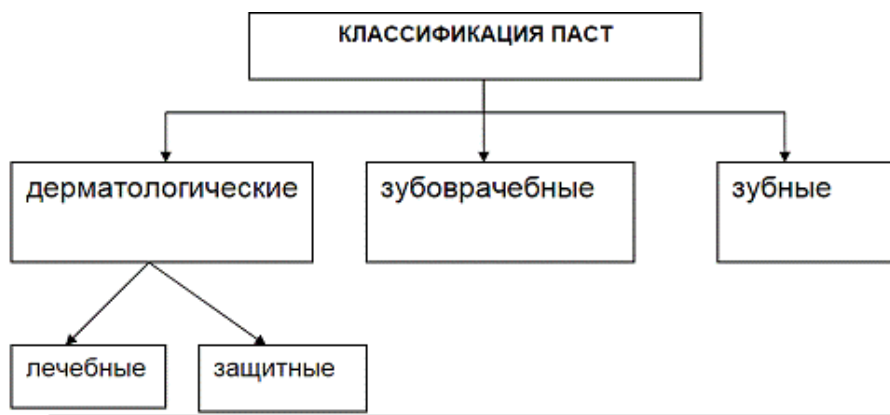 КЛАССИФИКАЦИЯ ПАСТ
дерматологические
зубоврачебные
зубные
лечебные
защитные